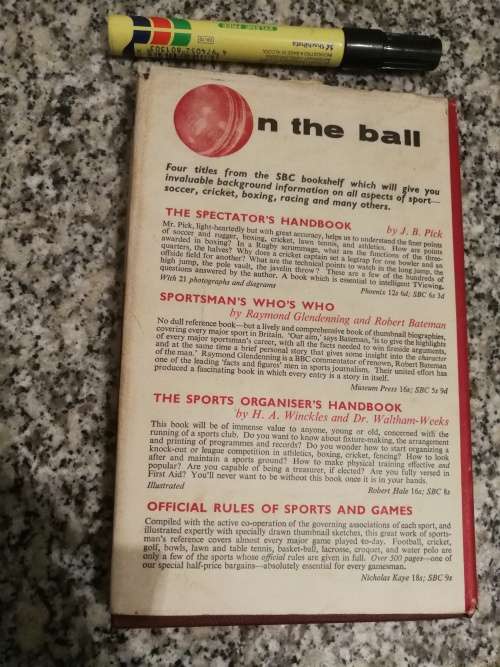 XYLENE FREE
4 974052 801303
INDICATED & BASE DI ALCOOL
n the ball
Four titles from the SBC bookshelf which will give you
invaluable background information on all aspects of sport—
soccer, cricket, boxing, racing and many others.
THE SPECTATOR'S HANDBOOK
by J. B. Pick
Mr. Pick, light-heartedly but with great accuracy, helps us to understand the finer points
of soccer and rugger, boxing, cricket, lawn tennis, and athletics. How are points
awarded in boxing? In a Rugby scrummage, what are the functions of the three-
quarters, the halves? Why does a cricket captain set a legtrap for one bowler and an
offside field for another? What are the technical points to watch in the long jump, the
high jump, the pole vault, the javelin throw? These are a few of the hundreds of
questions answered by the author. A book which is essential to intelligent TViewing.
With 21 photographs and diagrams
Phoenix 12s 6d; SBC 6s 3d
SPORTSMAN'S WHO'S WHO
by Raymond Glendenning and Robert Bateman
No dull reference book—but a lively and comprehensive book of thumbnail biographies,
covering every major sport in Britain. 'Our aim,' says Bateman, 'is to give the highlights
of every major sportsman's career, with all the facts needed to win fireside arguments,
and at the same time a brief personal story that gives some insight into the character
of the man.' Raymond Glendenning is a BBC commentator of renown, Robert Bateman
one of the leading 'facts and figures' men in sports journalism. Their united effort has
produced a fascinating book in which every entry is a story in itself.
Museum Press 16s; SBC 5s 9d
THE SPORTS ORGANISER'S HANDBOOK
by H. A. Winckles and Dr. Waltham-Weeks
This book will be of immense value to anyone, young or old, concerned with the
running of a sports club. Do you want to know about fixture-making, the arrangement
and printing of programmes and records? Do you wonder how to start organizing a
knock-out or league competition in athletics, boxing, cricket, fencing? How to look
after and maintain a sports ground? How to make physical training effective and
popular? Are you capable of being a treasurer, if elected? Are you fully versed in
First Aid? You'll never want to be without this book once it is in your hands.
Illustrated
Robert Hale 16s; SBC 8s
OFFICIAL RULES OF SPORTS AND GAMES
Compiled with the active co-operation of the governing associations of each sport, and
illustrated expertly with specially drawn thumbnail sketches, this great work of sports-
man's reference covers almost every major game played to-day. Football, cricket,
golf, bowls, lawn and table tennis, basket-ball, lacrosse, croquet, and water polo are
only a few of the sports whose official rules are given in full. Over 500 pages—one of
our special half-price bargains—absolutely essential for every gamesman.
Nicholas Kaye 18s; SBC 9s